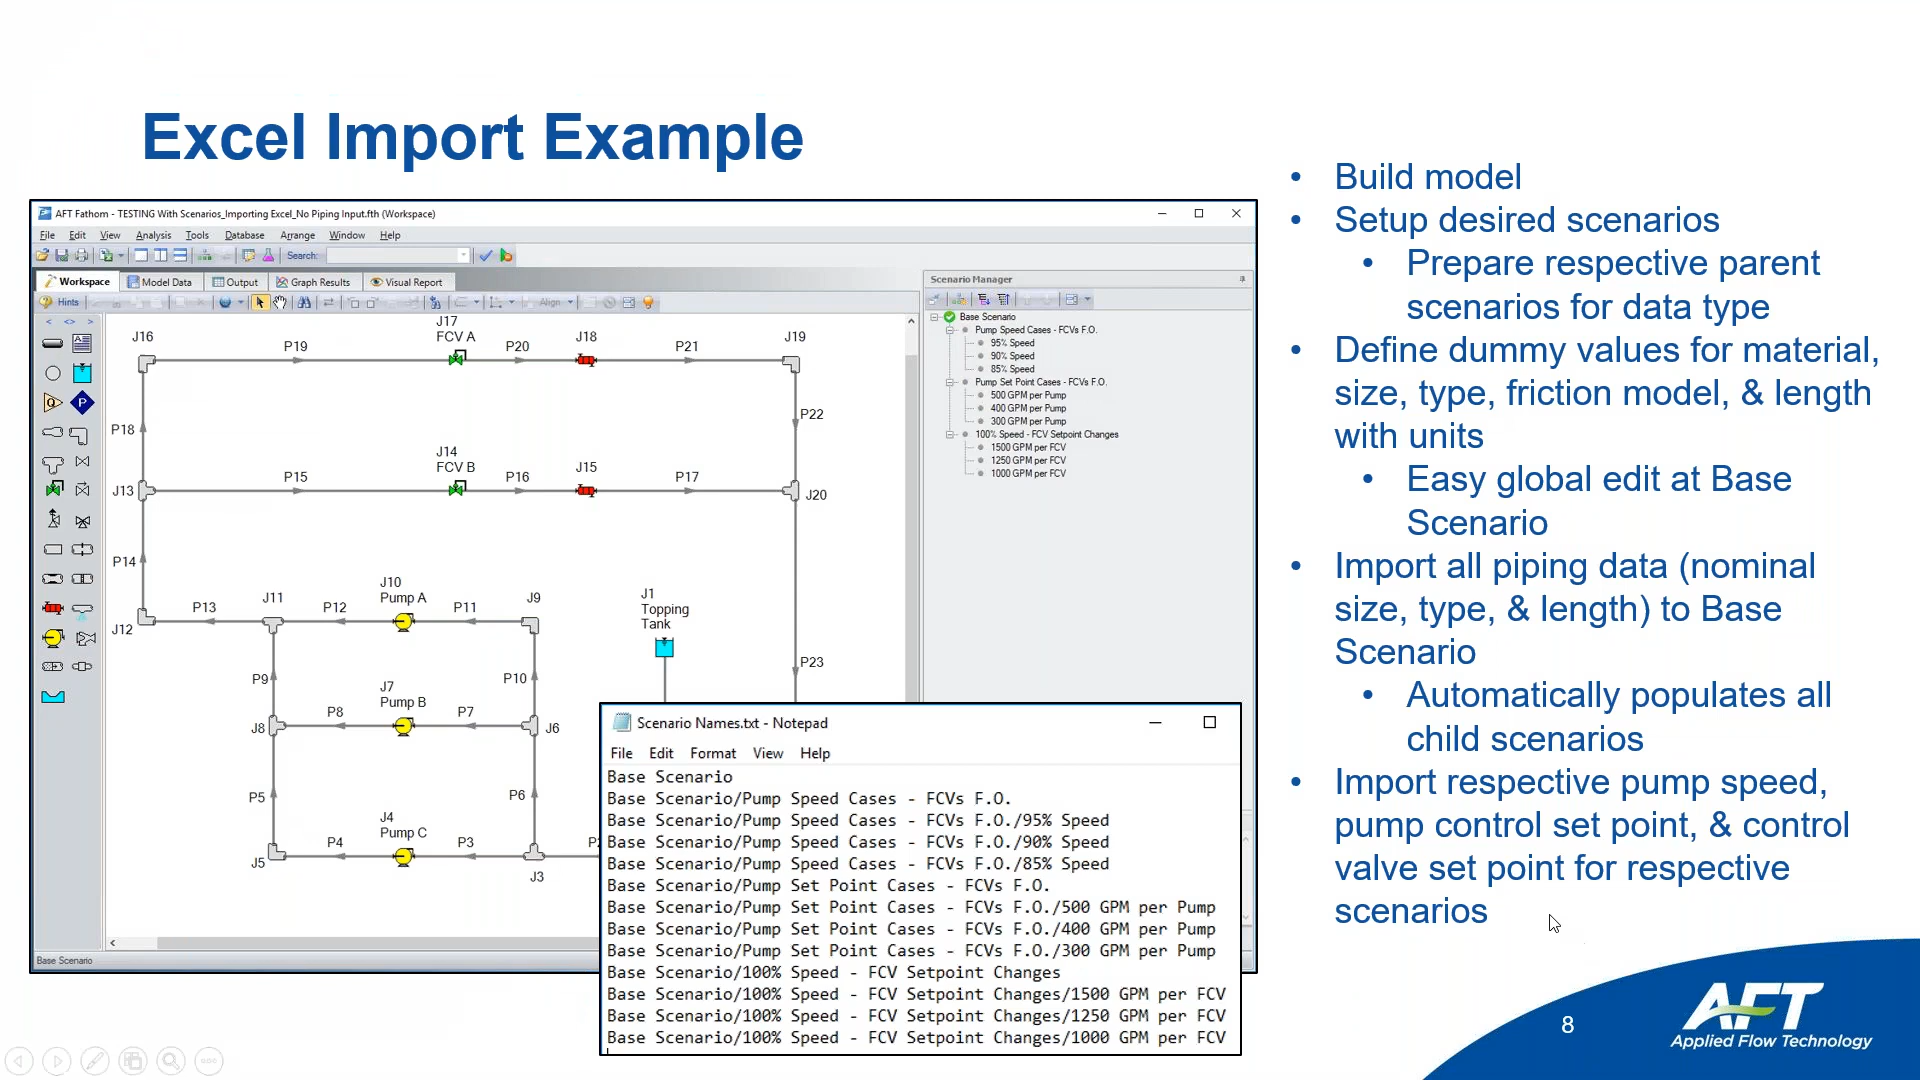 Excel Import Example
AFT Fathom - TESTING With Scenarios_Importing Excel_No Piping Input.fth (Workspace)
File Edit View Analysis Tools Database Arrange Window Help
Search:
Workspace Model Data Output Graph Results Visual Report
Hints Align
J16
P19
J17
FCV A
P20
J18
P21
J19
P18
P22
J13
P15
J14
FCV B
P16
J15
P17
J20
P14
J12
P13
J11
P12
J10
Pump A
P11
J9
J1
Topping
Tank
P23
P9
P10
J8
P8
J7
Pump B
P7
J6
P5
P6
J5
P4
J4
Pump C
P3
J3
Base Scenario
Scenario Manager
Base Scenario
Pump Speed Cases - FCVs F.O.
95% Speed
90% Speed
85% Speed
Pump Set Point Cases - FCVs F.O.
500 GPM per Pump
400 GPM per Pump
300 GPM per Pump
100% Speed - FCV Setpoint Changes
1500 GPM per FCV
1250 GPM per FCV
1000 GPM per FCV
Scenario Names.txt - Notepad
File Edit Format View Help
Base Scenario
Base Scenario/Pump Speed Cases - FCVs F.O.
Base Scenario/Pump Speed Cases - FCVs F.O./95% Speed
Base Scenario/Pump Speed Cases - FCVs F.O./90% Speed
Base Scenario/Pump Speed Cases - FCVs F.O./85% Speed
Base Scenario/Pump Set Point Cases - FCVs F.O.
Base Scenario/Pump Set Point Cases - FCVs F.O./500 GPM per Pump
Base Scenario/Pump Set Point Cases - FCVs F.O./400 GPM per Pump
Base Scenario/Pump Set Point Cases - FCVs F.O./300 GPM per Pump
Base Scenario/100% Speed - FCV Setpoint Changes
Base Scenario/100% Speed - FCV Setpoint Changes/1500 GPM per FCV
Base Scenario/100% Speed - FCV Setpoint Changes/1250 GPM per FCV
Base Scenario/100% Speed - FCV Setpoint Changes/1000 GPM per FCV
• Build model
• Setup desired scenarios
• Prepare respective parent
scenarios for data type
• Define dummy values for material,
size, type, friction model, & length
with units
• Easy global edit at Base
Scenario
• Import all piping data (nominal
size, type, & length) to Base
Scenario
• Automatically populates all
child scenarios
• Import respective pump speed,
pump control set point, & control
valve set point for respective
scenarios
8
AFT
Applied Flow Technology